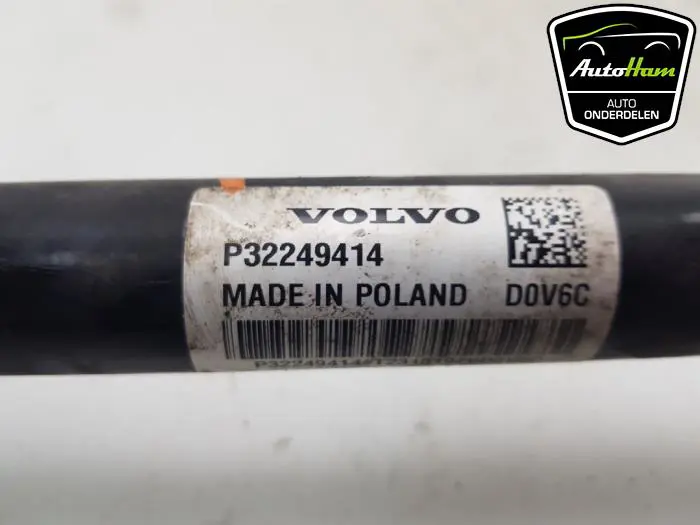 AutoHam
AUTO
ONDERDELEN
VOLVO
P32249414
MADE IN POLAND D0V6C